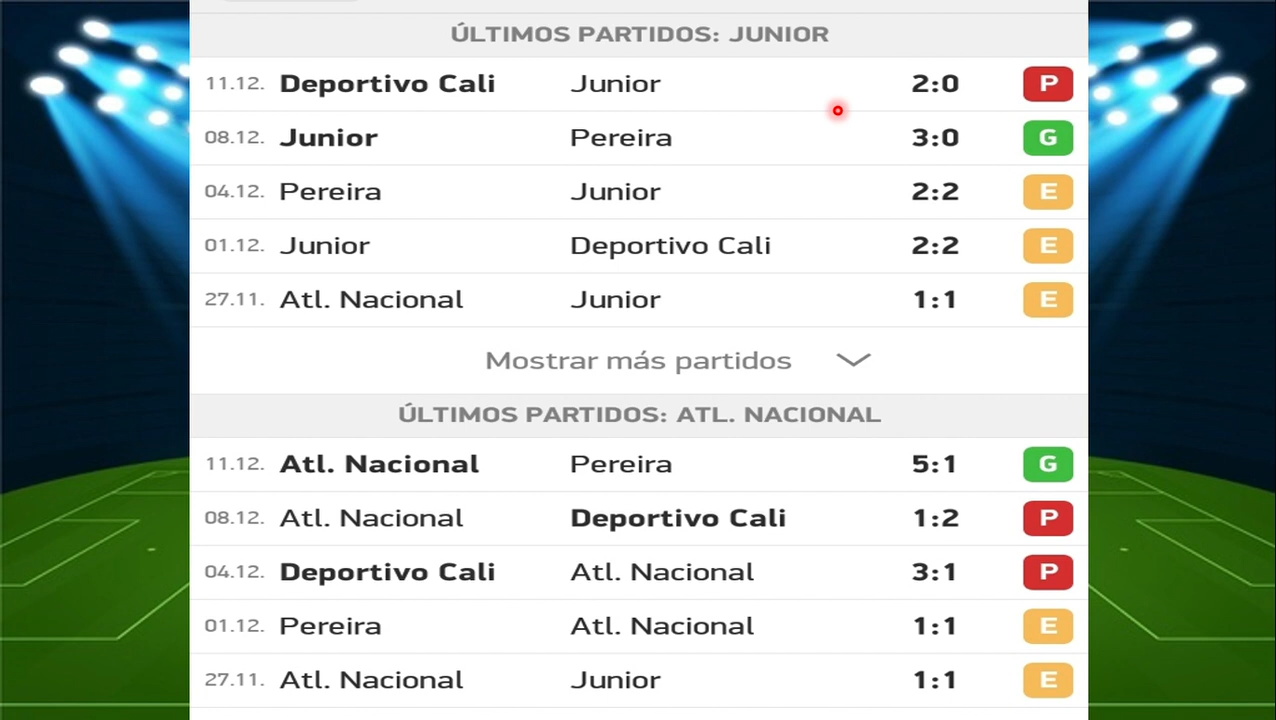 ÚLTIMOS PARTIDOS: JUNIOR
11.12. Deportivo Cali Junior 2:0 P
08.12. Junior Pereira 3:0 G
04.12. Pereira Junior 2:2 E
01.12. Junior Deportivo Cali 2:2 E
27.11. Atl. Nacional Junior 1:1 E
Mostrar más partidos
ÚLTIMOS PARTIDOS: ATL. NACIONAL
11.12. Atl. Nacional Pereira 5:1 G
08.12. Atl. Nacional Deportivo Cali 1:2 P
04.12. Deportivo Cali Atl. Nacional 3:1 P
01.12. Pereira Atl. Nacional 1:1 E
27.11. Atl. Nacional Junior 1:1 E